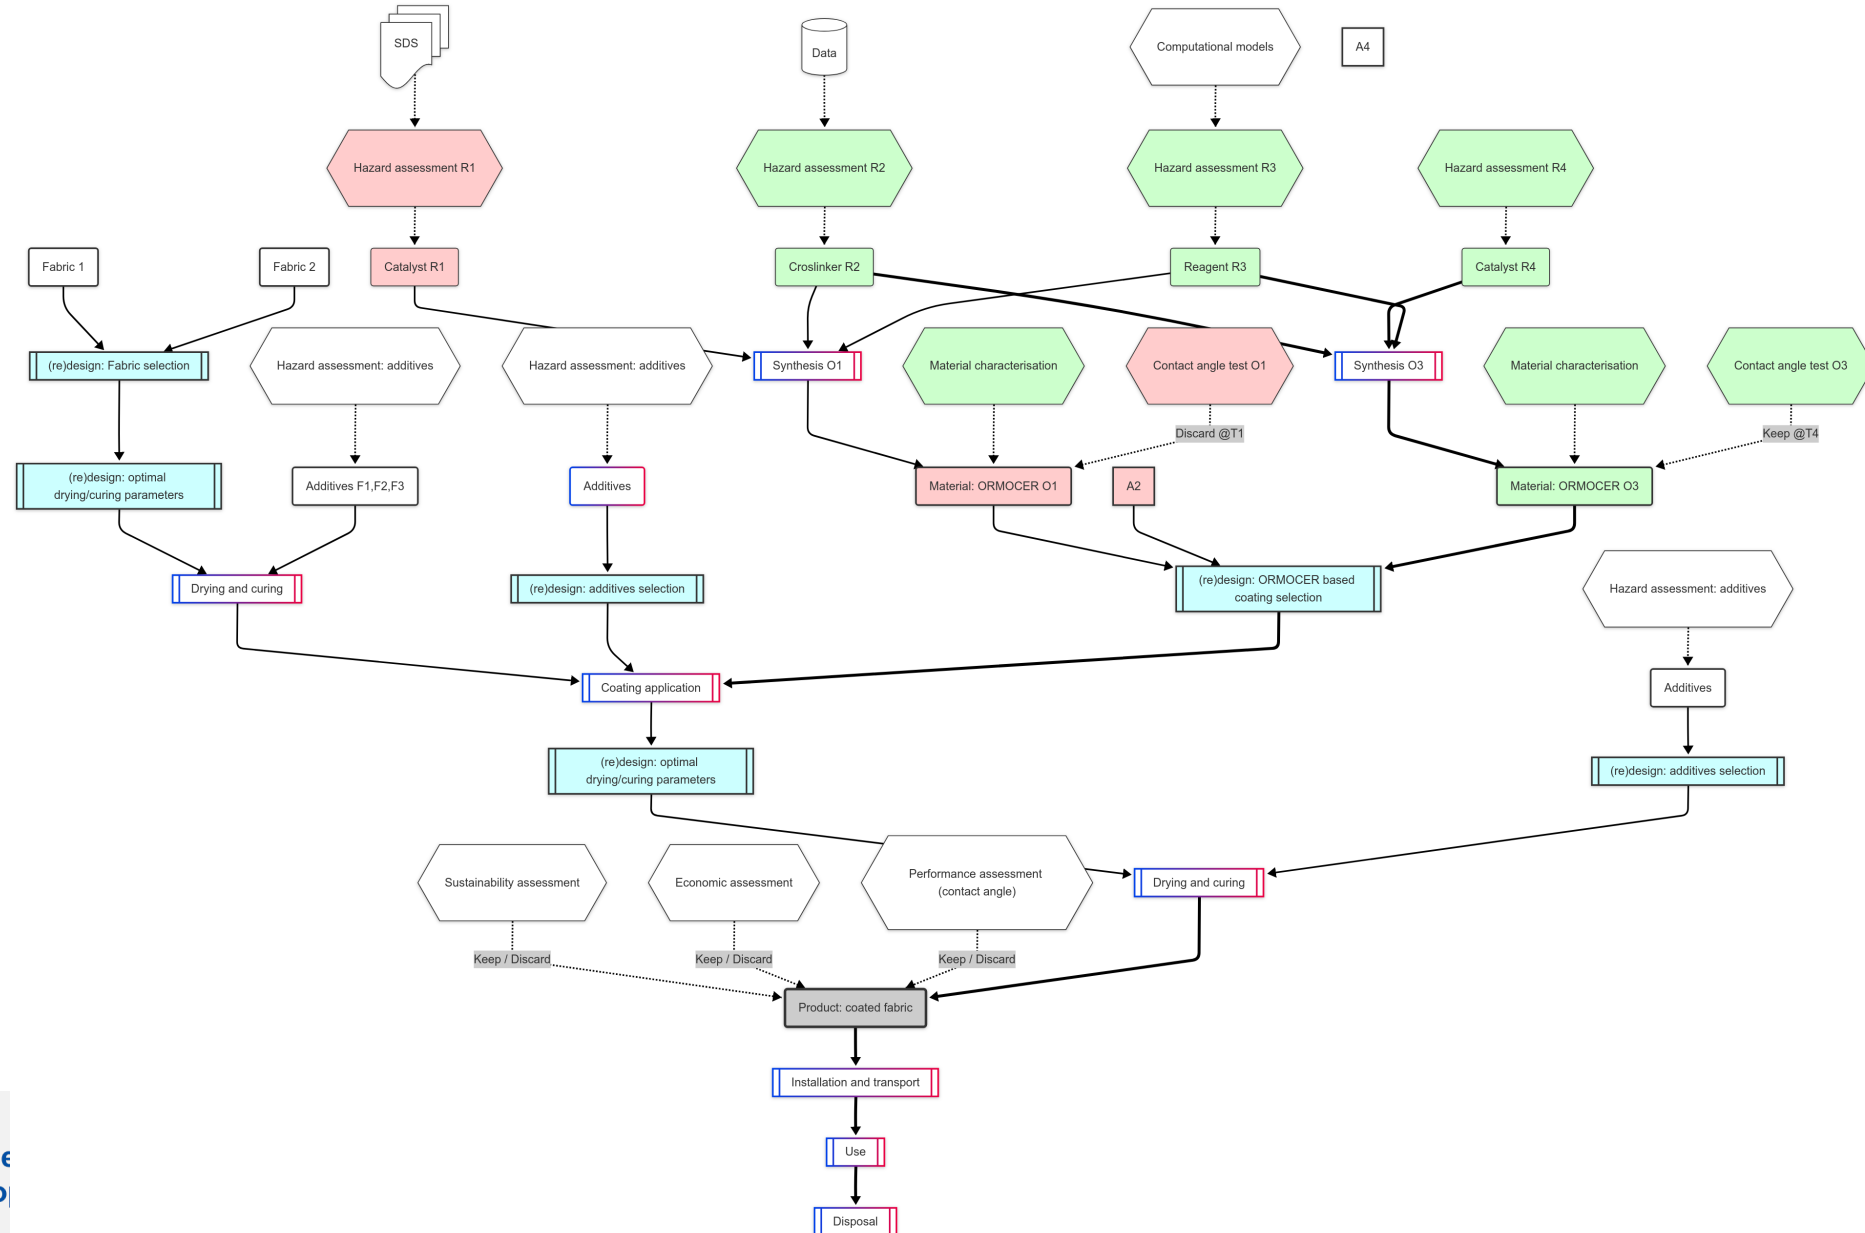 SDS
Data
Computational models
A4
Hazard assessment R1
Hazard assessment R2
Hazard assessment R3
Hazard assessment R4
Fabric 1
Fabric 2
Catalyst R1
Croslinker R2
Reagent R3
Catalyst R4
(re)design: Fabric selection
Hazard assessment: additives
Hazard assessment: additives
Synthesis O1
Material characterisation
Contact angle test O1
Synthesis O3
Material characterisation
Contact angle test O3
Discard @T1
Keep @T4
(re)design: optimal
drying/curing parameters
Additives F1,F2,F3
Additives
Material: ORMOCER O1
A2
Material: ORMOCER O3
Drying and curing
(re)design: additives selection
(re)design: ORMOCER based
coating selection
Hazard assessment: additives
Coating application
Additives
(re)design: optimal
drying/curing parameters
(re)design: additives selection
Sustainability assessment
Economic assessment
Performance assessment
(contact angle)
Drying and curing
Keep / Discard
Keep / Discard
Keep / Discard
Product: coated fabric
Installation and transport
Use
Disposal